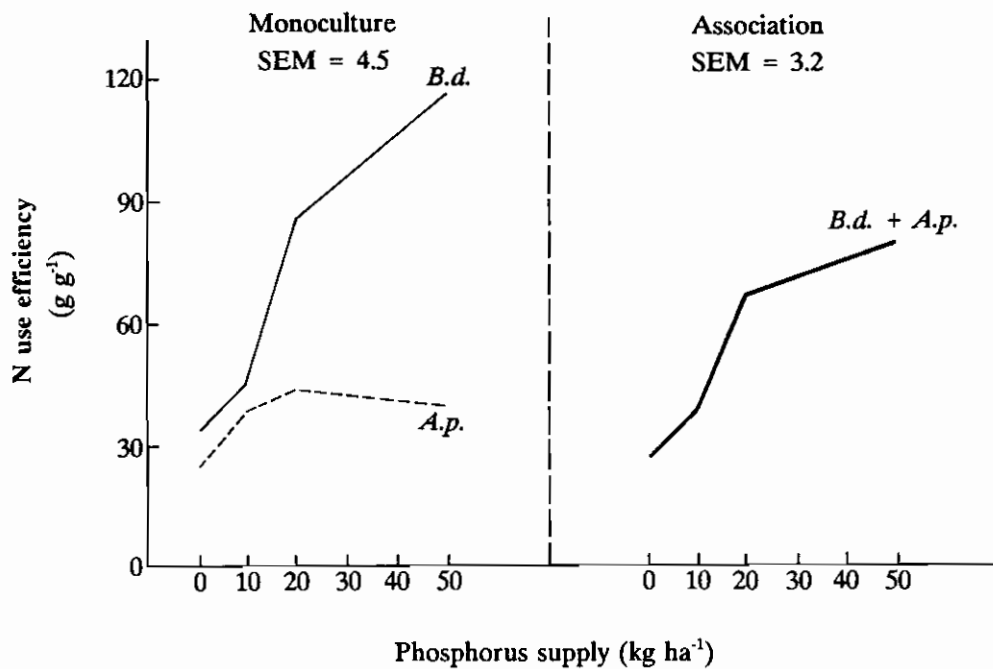 Monoculture
SEM = 4.5
Association
SEM = 3.2
N use efficiency
(g g⁻¹)
120
90
60
30
0
B.d.
A.p.
B.d. + A.p.
0 10 20 30 40 50
0 10 20 30 40 50
Phosphorus supply (kg ha⁻¹)